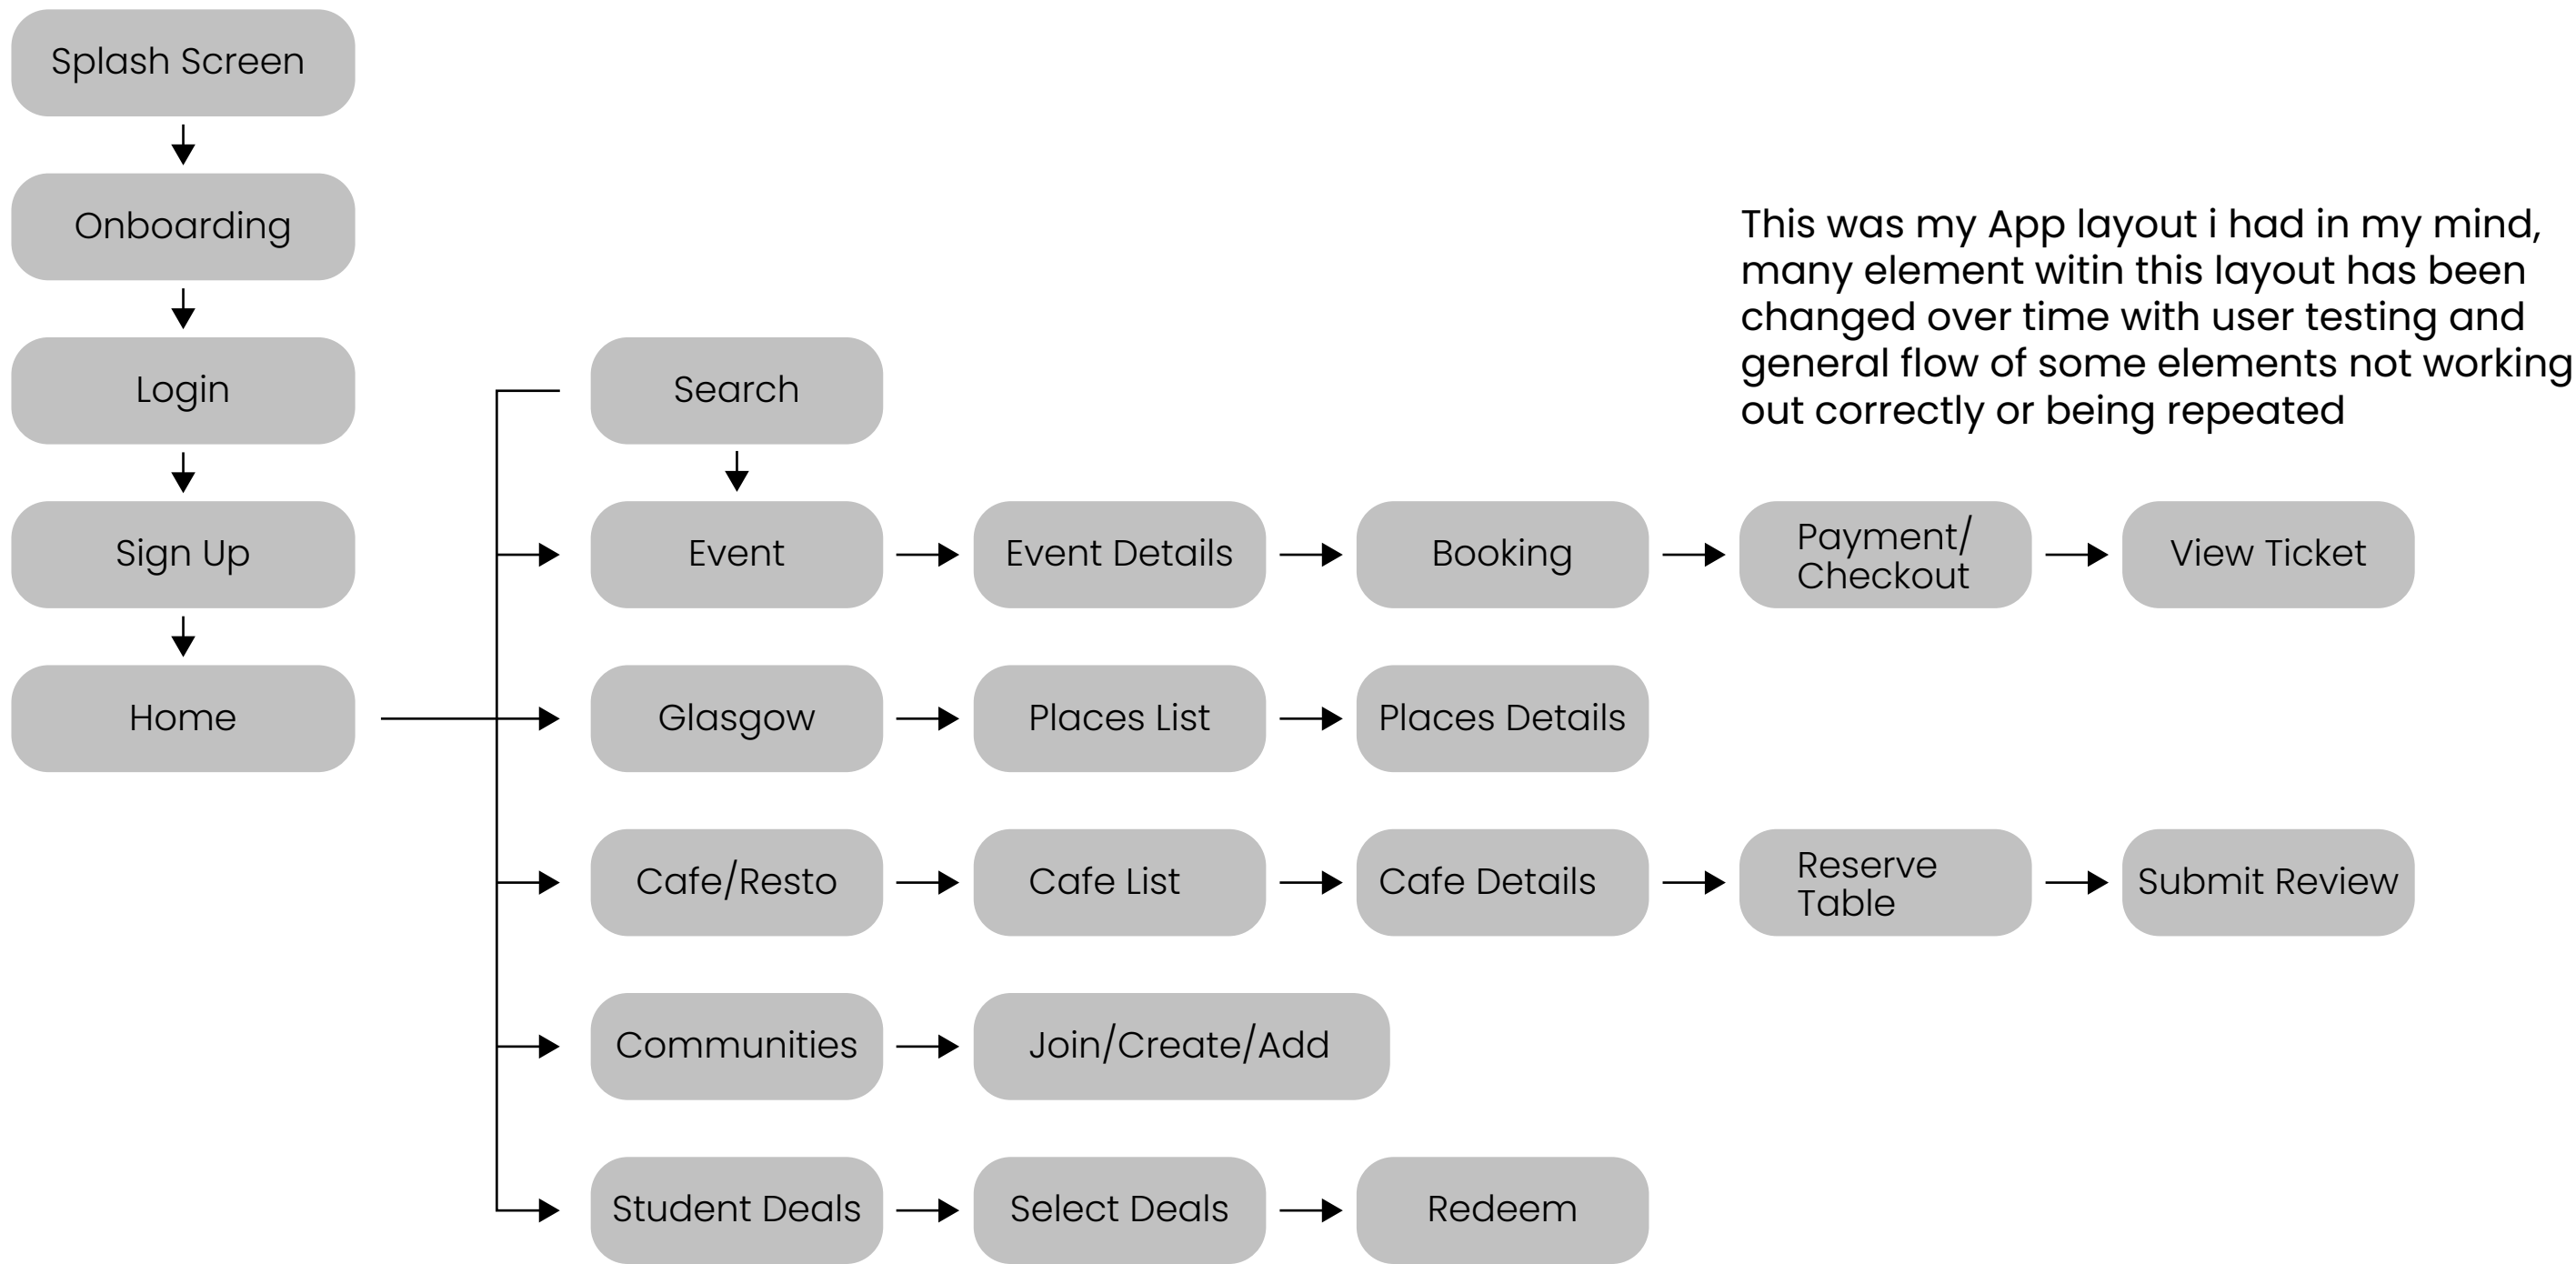 Splash Screen
Onboarding
Login
Sign Up
Home
This was my App layout i had in my mind,
many element witin this layout has been
changed over time with user testing and
general flow of some elements not working
out correctly or being repeated
Search
Event
Event Details
Booking
Payment/
Checkout
View Ticket
Glasgow
Places List
Places Details
Cafe/Resto
Cafe List
Cafe Details
Reserve
Table
Submit Review
Communities
Join/Create/Add
Student Deals
Select Deals
Redeem